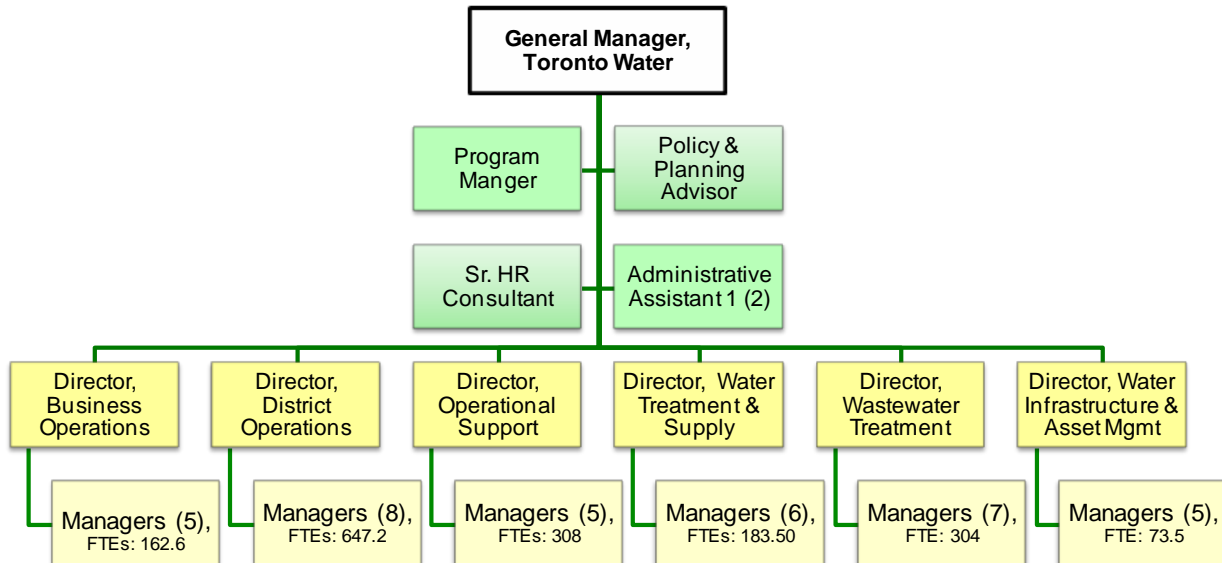 General Manager,
Toronto Water
Program
Manger
Policy &
Planning
Advisor
Sr. HR
Consultant
Administrative
Assistant 1 (2)
Director,
Business
Operations
Director,
District
Operations
Director,
Operational
Support
Director, Water
Treatment &
Supply
Director,
Wastewater
Treatment
Director, Water
Infrastructure &
Asset Mgmt
Managers (5),
FTEs: 162.6
Managers (8),
FTEs: 647.2
Managers (5),
FTEs: 308
Managers (6),
FTEs: 183.50
Managers (7),
FTE: 304
Managers (5),
FTE: 73.5